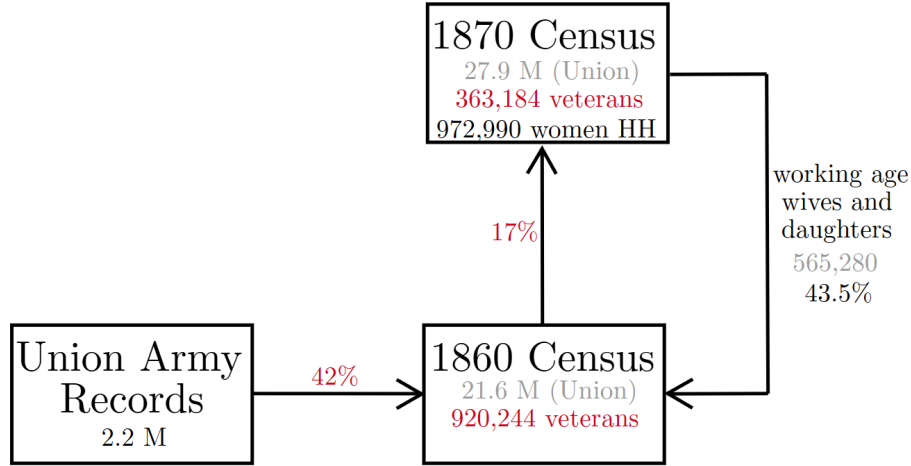 1870 Census
27.9 M (Union)
363,184 veterans
972,990 women HH
working age
wives and
daughters
565,280
43.5%
17%
Union Army
Records
2.2 M
42%
1860 Census
21.6 M (Union)
920,244 veterans